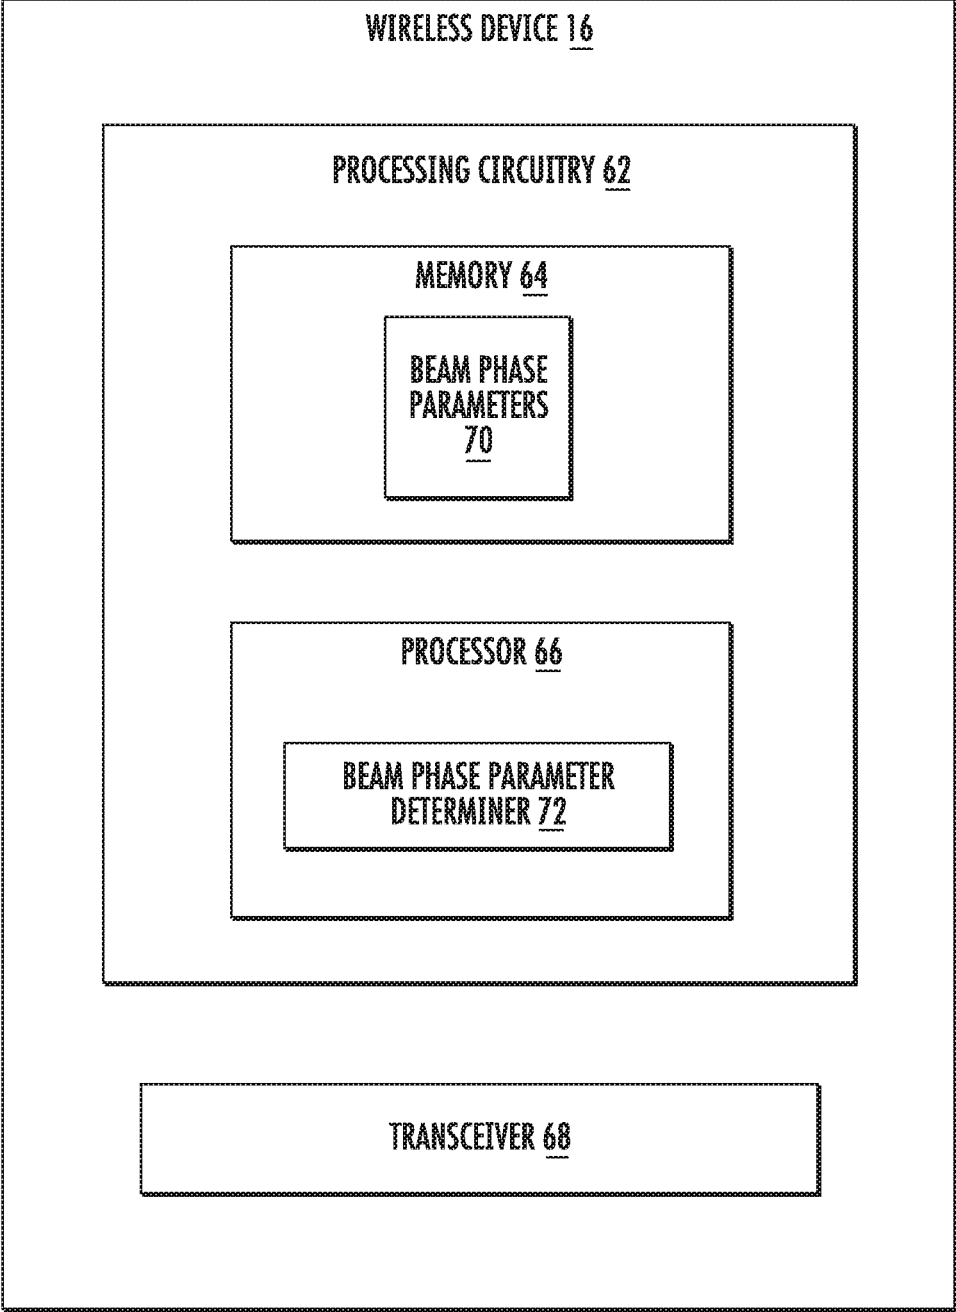 WIRELESS DEVICE 16
PROCESSING CIRCUITRY 62
MEMORY 64
BEAM PHASE
PARAMETERS
70
PROCESSOR 66
BEAM PHASE PARAMETER
DETERMINER 72
TRANSCEIVER 68